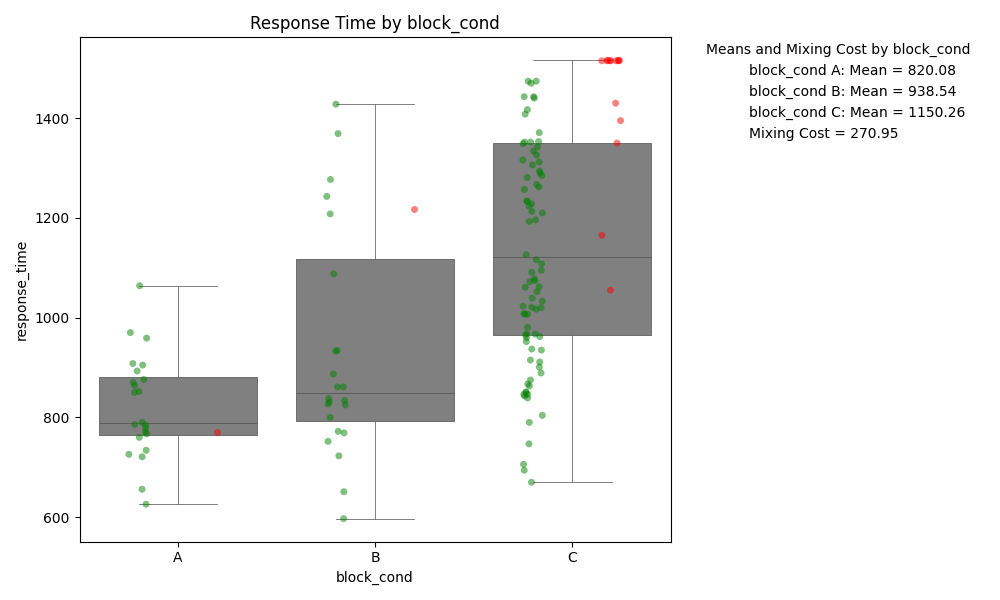 Response Time by block_cond
Means and Mixing Cost by block_cond
block_cond A: Mean = 820.08
block_cond B: Mean = 938.54
block_cond C: Mean = 1150.26
Mixing Cost = 270.95
response_time
1400
1200
1000
800
600
A
B
C
block_cond